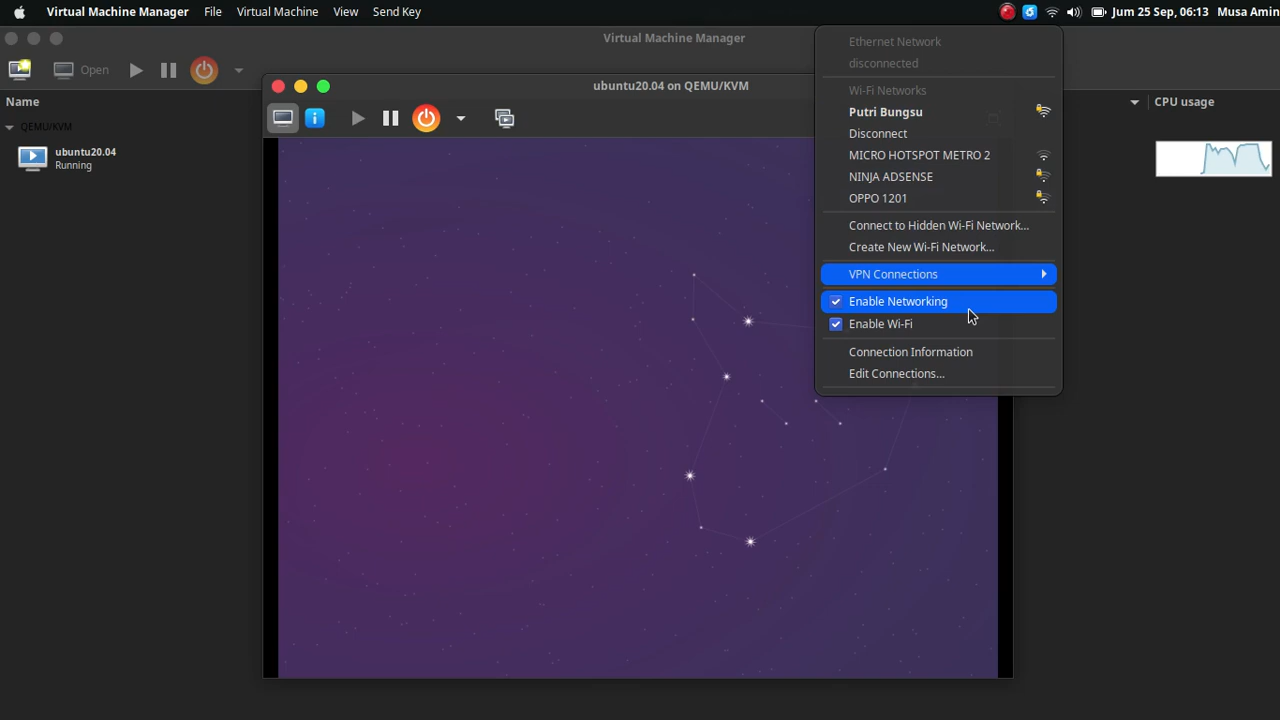 Virtual Machine Manager File Virtual Machine View Send Key Jum 25 Sep, 06:13 Musa Amin
Virtual Machine Manager
Open
Name
CPU usage
QEMU/KVM
ubuntu20.04
Running
ubuntu20.04 on QEMU/KVM
Ethernet Network
disconnected
Wi-Fi Networks
Putri Bungsu
Disconnect
MICRO HOTSPOT METRO 2
NINJA ADSENSE
OPPO 1201
Connect to Hidden Wi-Fi Network...
Create New Wi-Fi Network...
VPN Connections
Enable Networking
Enable Wi-Fi
Connection Information
Edit Connections...